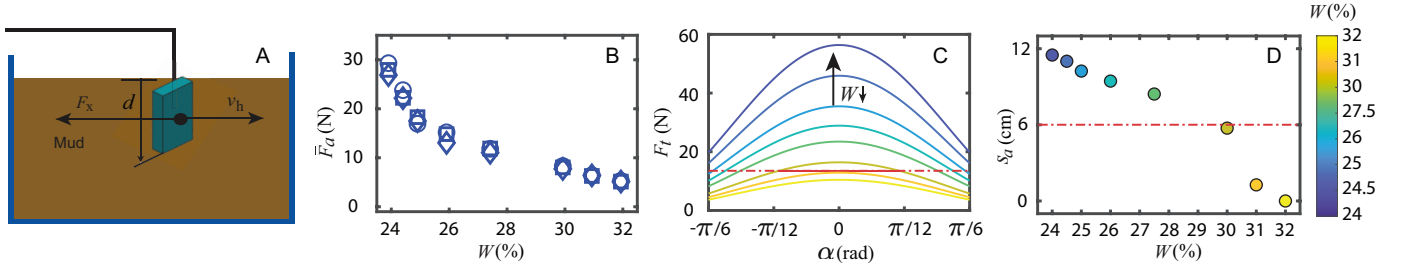 A
F_x
d
v_h
Mud
B
F̄_a (N)
30
20
10
0
24 26 28 30 32
W(%)
C
F_t (N)
60
40
20
0
W↓
-π/6 -π/12 0 π/12 π/6
α (rad)
D
S_a (cm)
12
6
0
24 25 26 27 28 29 30 31 32
W(%)
W(%)
32
31
30
27.5
26
25
24.5
24